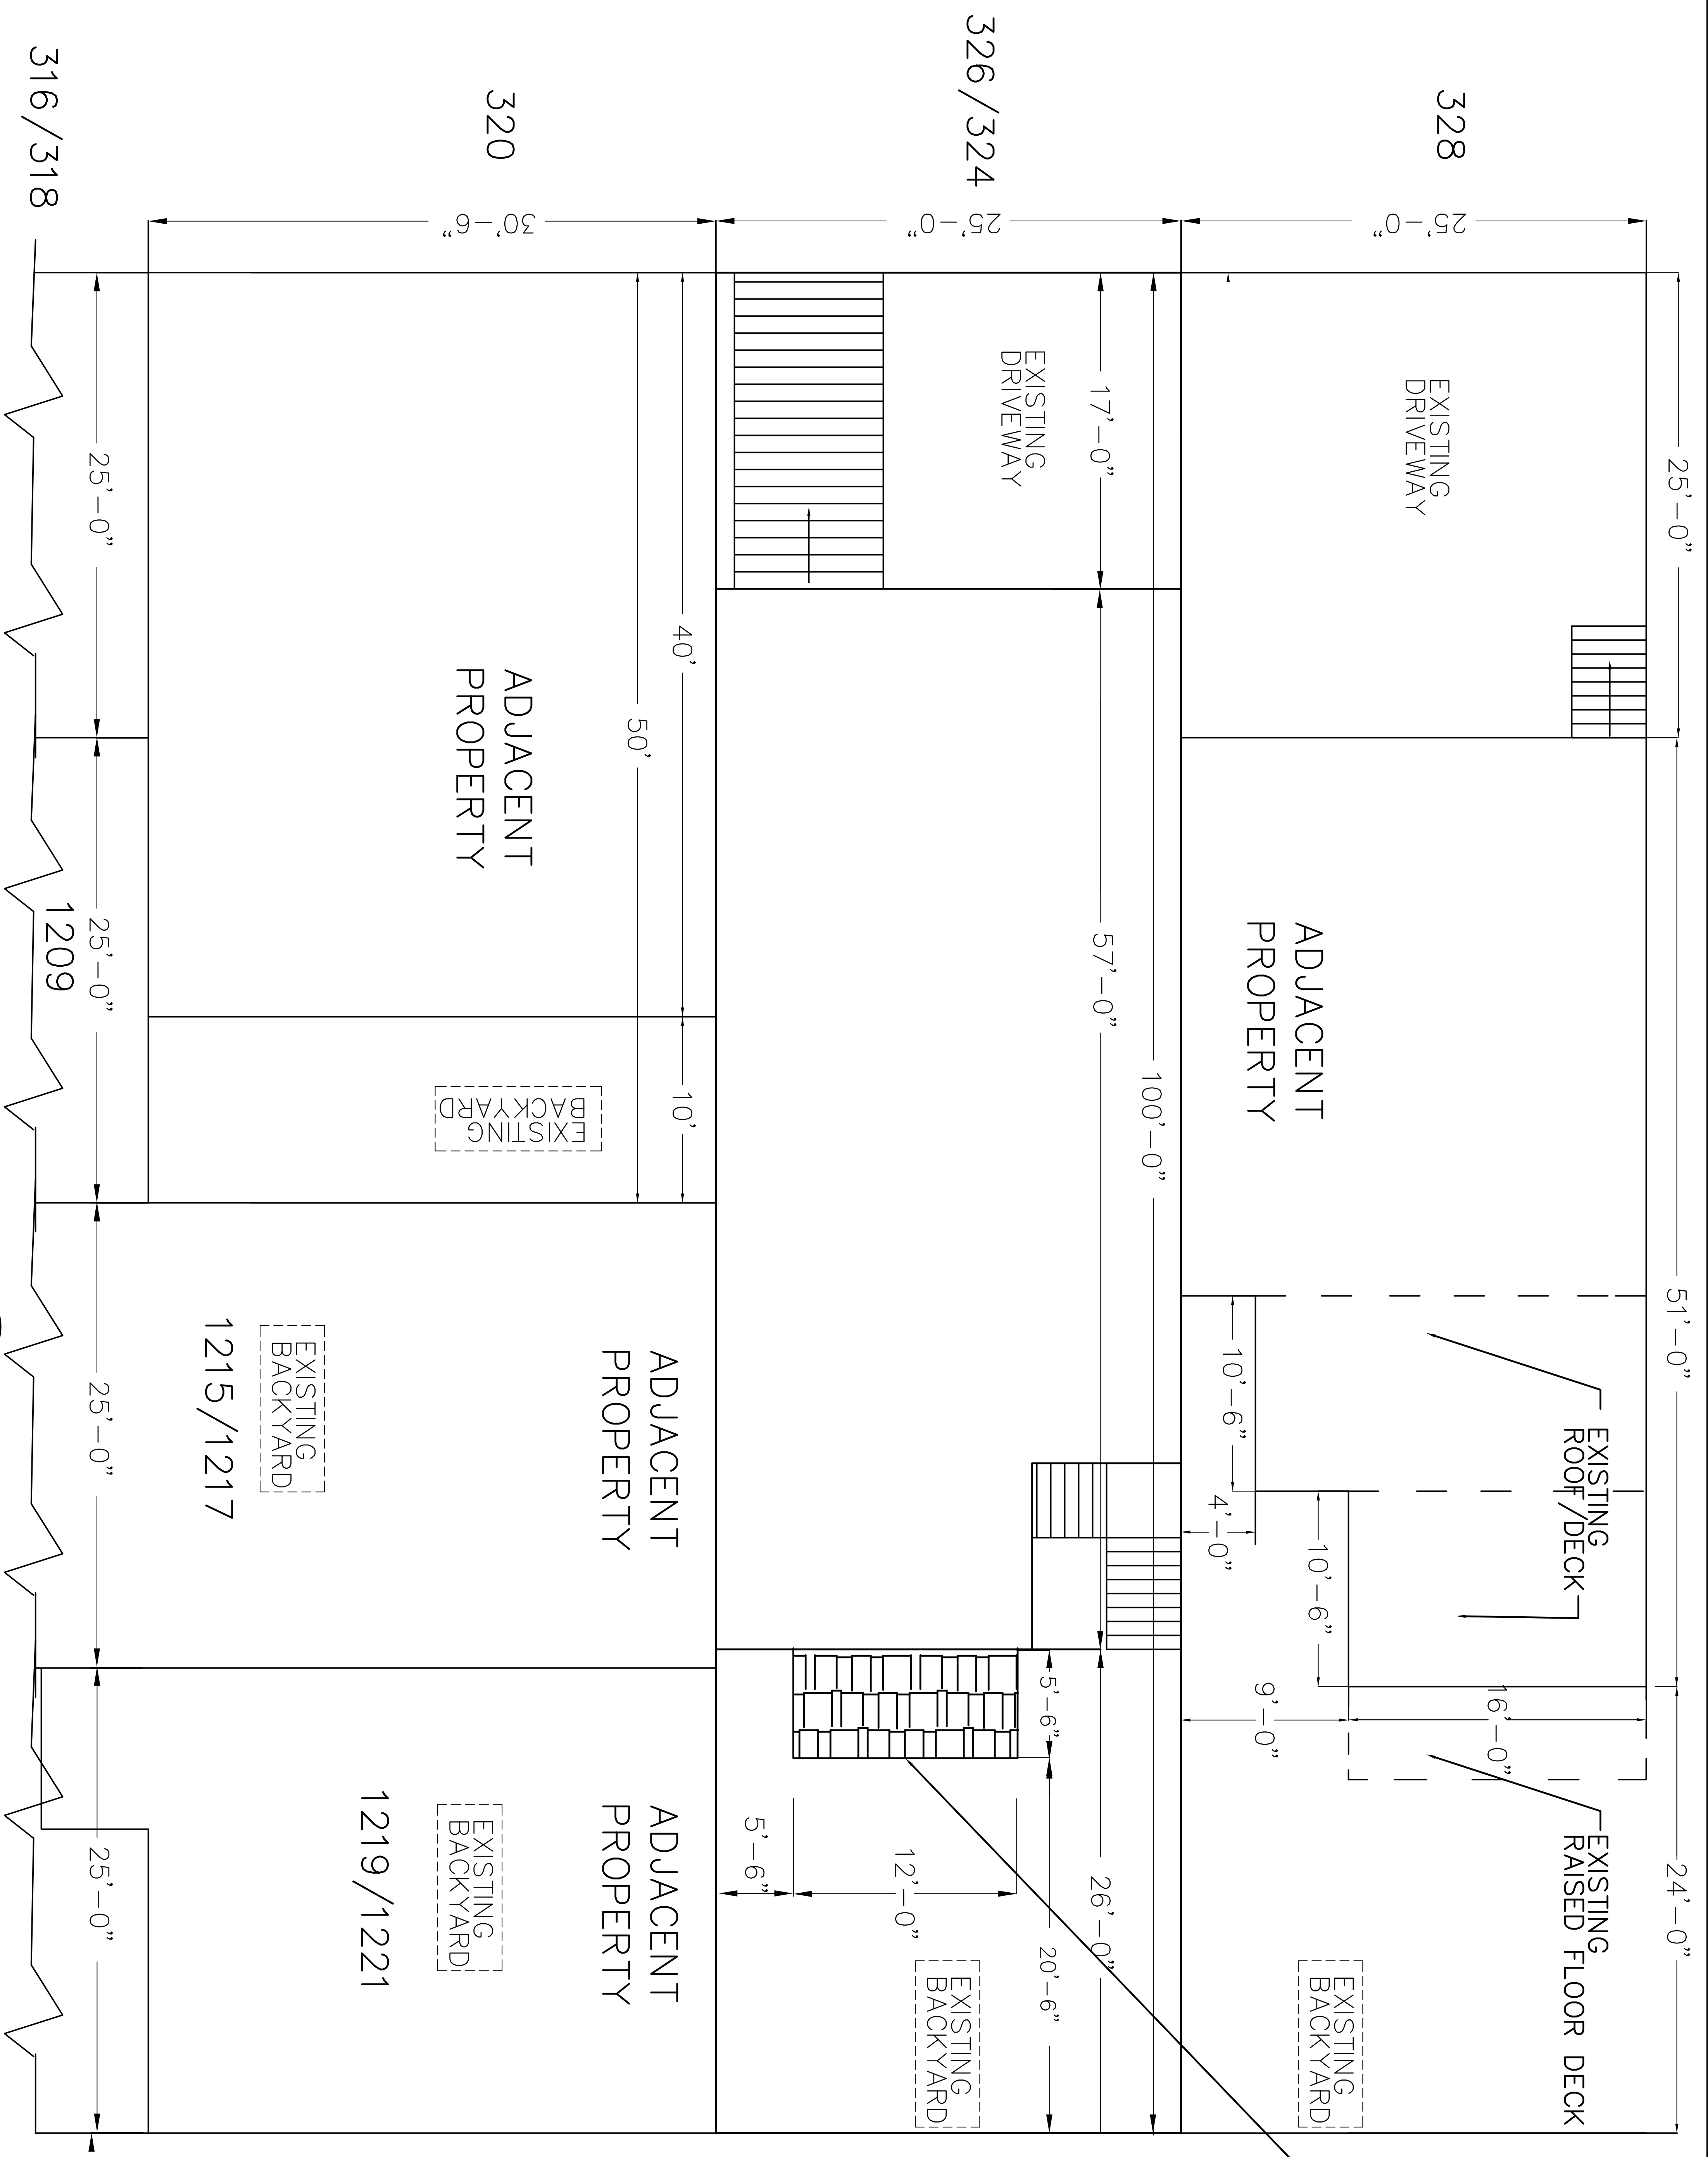 328
326/324
320
316/318
25'-0"
25'-0"
30'-6"
25'-0"
51'-0"
24'-0"
EXISTING
DRIVEWAY
ADJACENT
PROPERTY
EXISTING
ROOF/DECK
EXISTING
RAISED FLOOR DECK
10'-6"
4'-0"
10'-6"
9'-0"
16'-0"
EXISTING
BACKYARD
100'-0"
17'-0"
57'-0"
26'-0"
EXISTING
DRIVEWAY
5'-6"
20'-6"
12'-0"
5'-6"
EXISTING
BACKYARD
40'
10'
50'
ADJACENT
PROPERTY
EXISTING
BACKYARD
ADJACENT
PROPERTY
EXISTING
BACKYARD
1215/1217
ADJACENT
PROPERTY
EXISTING
BACKYARD
1219/1221
25'-0"
25'-0"
25'-0"
25'-0"
1209